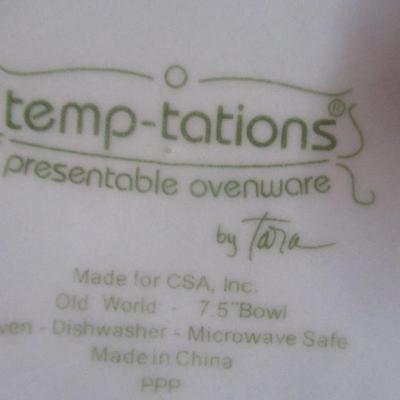 temp-tations®
presentable ovenware
by Tara
Made for CSA, Inc.
Old World - 7.5"Bowl
ven - Dishwasher - Microwave Safe
Made in China
PPP